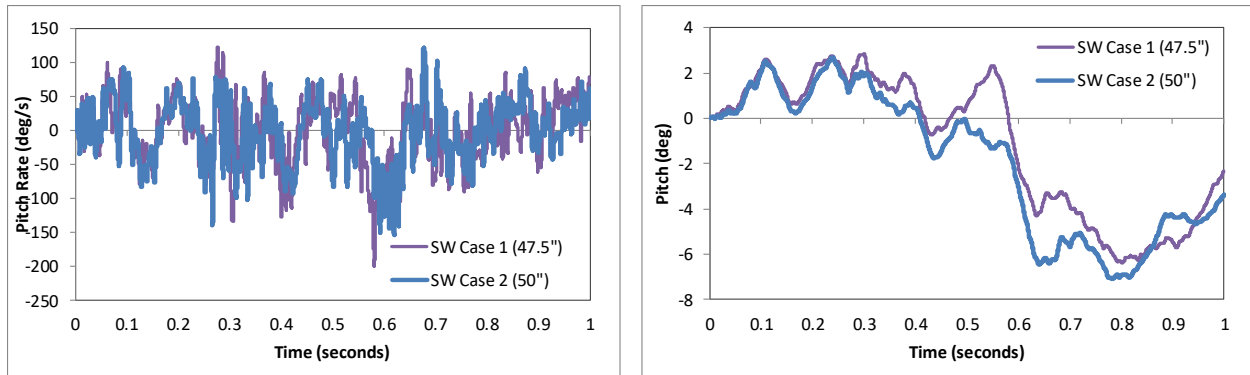 150
100
50
0
-50
-100
-150
-200
-250
Pitch Rate (deg/s)
SW Case 1 (47.5")
SW Case 2 (50")
0 0.1 0.2 0.3 0.4 0.5 0.6 0.7 0.8 0.9 1
Time (seconds)
4
2
0
-2
-4
-6
-8
Pitch (deg)
SW Case 1 (47.5")
SW Case 2 (50")
0 0.1 0.2 0.3 0.4 0.5 0.6 0.7 0.8 0.9 1
Time (seconds)